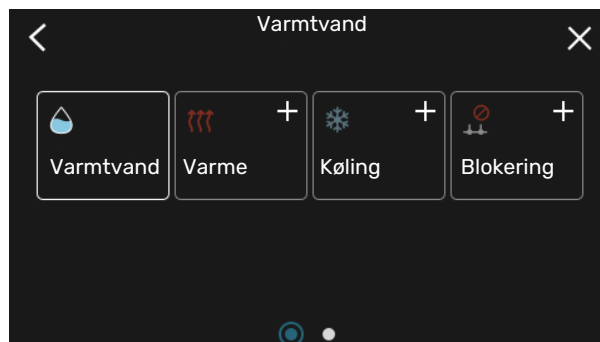 Varmtvand
Varmtvand
Varme
Køling
Blokering